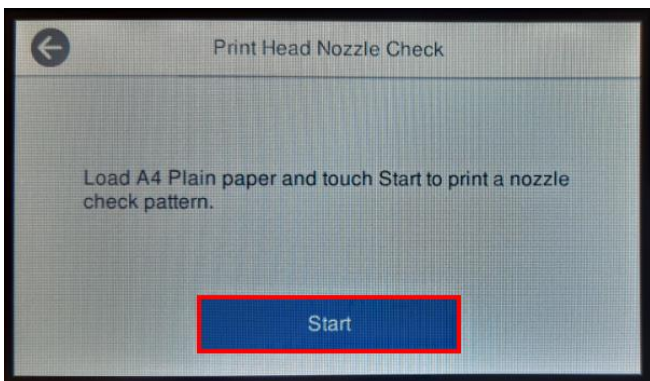 Print Head Nozzle Check
Load A4 Plain paper and touch Start to print a nozzle
check pattern.
Start